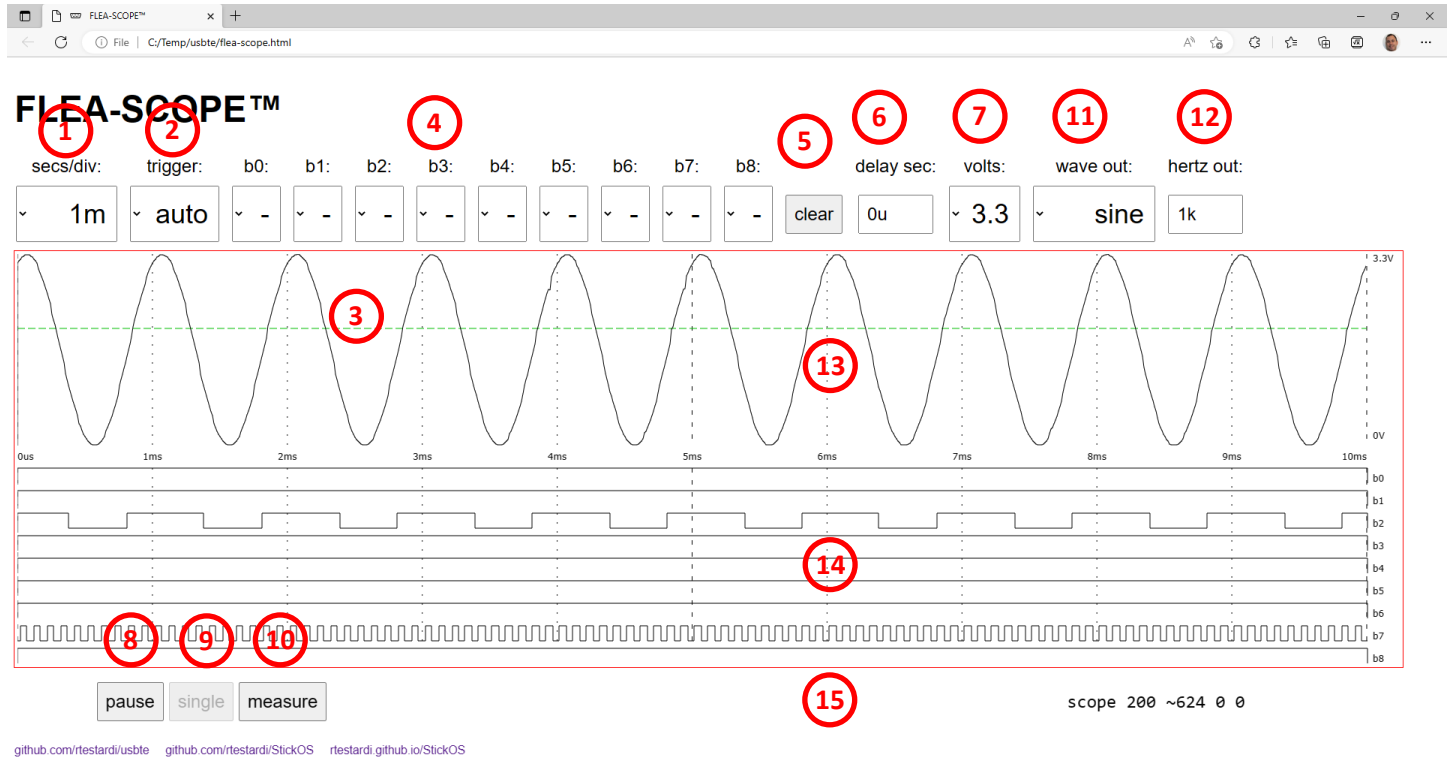 FLEA-SCOPE™
File | C:/Temp/usbte/flea-scope.html
FLEA-SCOPE™
1 2 4 5 6 7 11 12
secs/div: trigger: b0: b1: b2: b3: b4: b5: b6: b7: b8: delay sec: volts: wave out: hertz out:
1m auto - - - - - - - - - clear 0u 3.3 sine 1k
3.3V
3
13
0V
0us 1ms 2ms 3ms 4ms 5ms 6ms 7ms 8ms 9ms 10ms
b0
b1
b2
b3
14 b4
b5
b6
8 9 10 b7
b8
pause single measure 15 scope 200 ~624 0 0
github.com/rtestardi/usbte github.com/rtestardi/StickOS rtestardi.github.io/StickOS